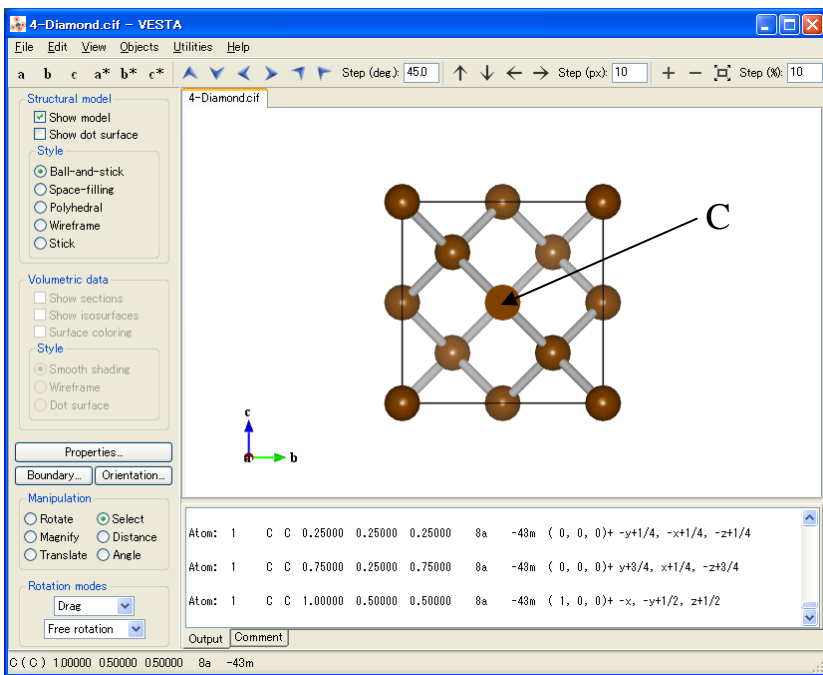 4-Diamond.cif - VESTA
File Edit View Objects Utilities Help
a b c a* b* c* Step (deg.): 45.0 Step (px): 10 Step (%): 10
Structural model
Show model
Show dot surface
Style
Ball-and-stick
Space-filling
Polyhedral
Wireframe
Stick
Volumetric data
Show sections
Show isosurfaces
Surface coloring
Style
Smooth shading
Wireframe
Dot surface
Properties...
Boundary... Orientation...
Manipulation
Rotate Select
Magnify Distance
Translate Angle
Rotation modes
Drag
Free rotation
4-Diamond.cif
C
c
a b
Atom: 1 C C 0.25000 0.25000 0.25000 8a -43m ( 0, 0, 0)+ -y+1/4, -x+1/4, -z+1/4
Atom: 1 C C 0.75000 0.25000 0.75000 8a -43m ( 0, 0, 0)+ y+3/4, x+1/4, -z+3/4
Atom: 1 C C 1.00000 0.50000 0.50000 8a -43m ( 1, 0, 0)+ -x, -y+1/2, z+1/2
Output Comment
C ( C ) 1.00000 0.50000 0.50000 8a -43m